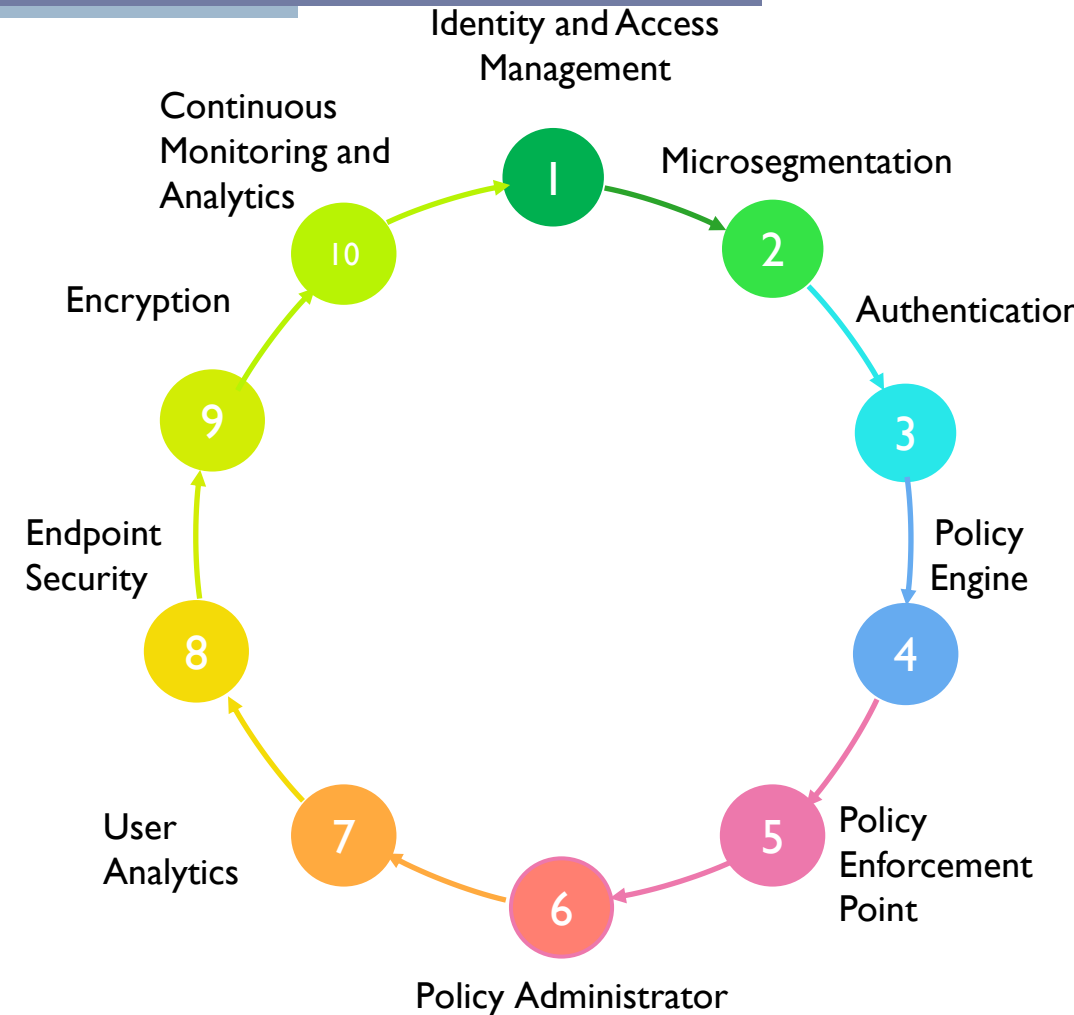 Identity and Access
Management
1
Microsegmentation
2
Authentication
3
Policy
Engine
4
Policy
Enforcement
Point
5
Policy Administrator
6
User
Analytics
7
Endpoint
Security
8
Encryption
9
Continuous
Monitoring and
Analytics
10